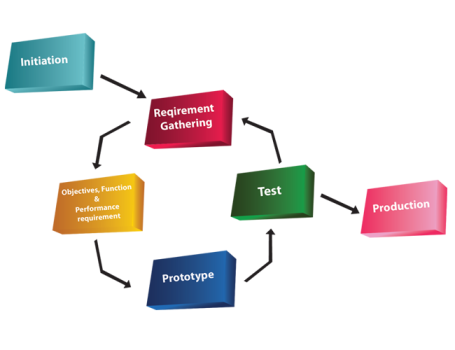 Initiation
Reqirement
Gathering
Objectives, Function
&
Performance
requirement
Test
Production
Prototype